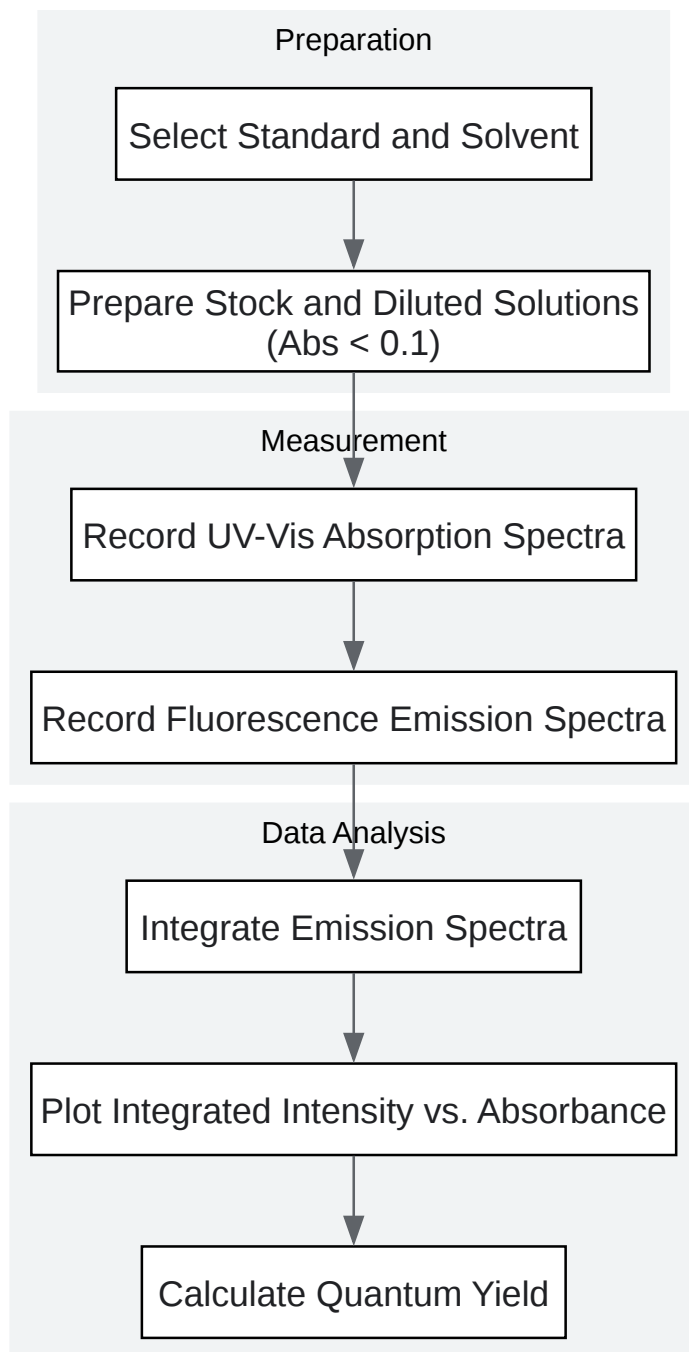 Preparation
Select Standard and Solvent
Prepare Stock and Diluted Solutions
(Abs < 0.1)
Measurement
Record UV-Vis Absorption Spectra
Record Fluorescence Emission Spectra
Data Analysis
Integrate Emission Spectra
Plot Integrated Intensity vs. Absorbance
Calculate Quantum Yield